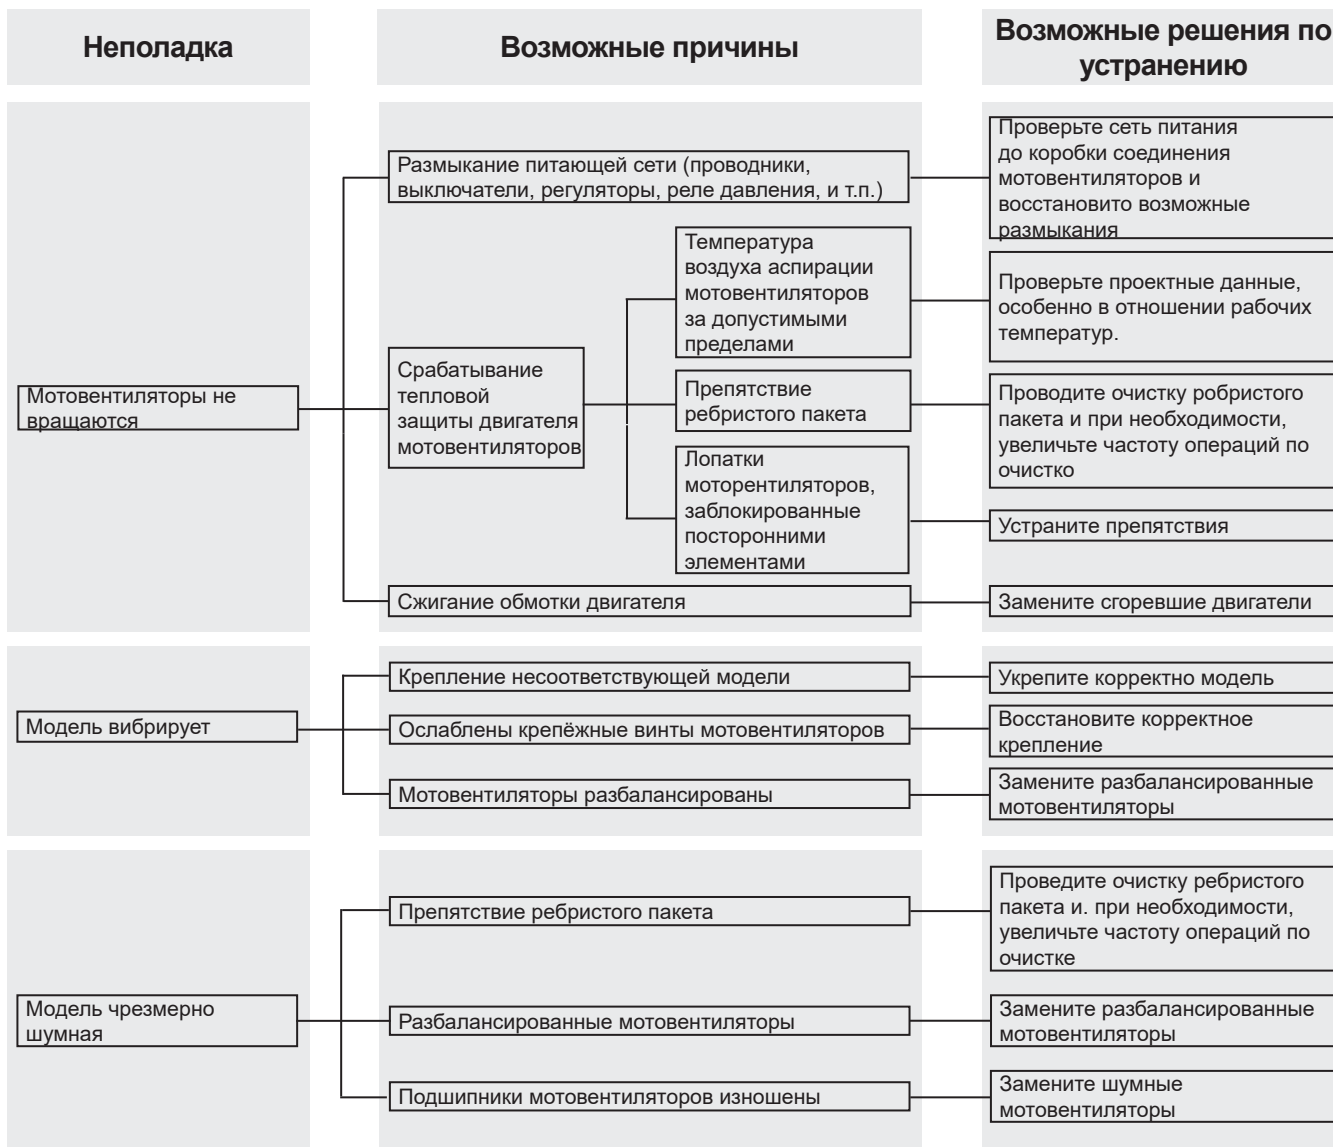 Неполадка
Возможные причины
Возможные решения по
устранению
Мотовентиляторы не
вращаются
Размыкание питающей сети (проводники,
выключатели, регуляторы, реле давления, и т.п.)
Проверьте сеть питания
до коробки соединения
мотовентиляторов и
восстановито возможные
размыкания
Срабатывание
тепловой
защиты двигателя
мотовентиляторов
Температура
воздуха аспирации
мотовентиляторов
за допустимыми
пределами
Проверьте проектные данные,
особенно в отношении рабочих
температур.
Препятствие
ребристого пакета
Проводите очистку робристого
пакета и при необходимости,
увеличьте частоту операций по
очистко
Лопатки
моторентиляторов,
заблокированные
посторонними
элементами
Устраните препятствия
Сжигание обмотки двигателя
Замените сгоревшие двигатели
Модель вибрирует
Крепление несоответствующей модели
Укрепите корректно модель
Ослаблены крепёжные винты мотовентиляторов
Восстановите корректное
крепление
Мотовентиляторы разбалансированы
Замените разбалансированные
мотовентиляторы
Модель чрезмерно
шумная
Препятствие ребристого пакета
Проведите очистку ребристого
пакета и. при необходимости,
увеличьте частоту операций по
очистке
Разбалансированные мотовентиляторы
Замените разбалансированные
мотовентиляторы
Подшипники мотовентиляторов изношены
Замените шумные
мотовентиляторы